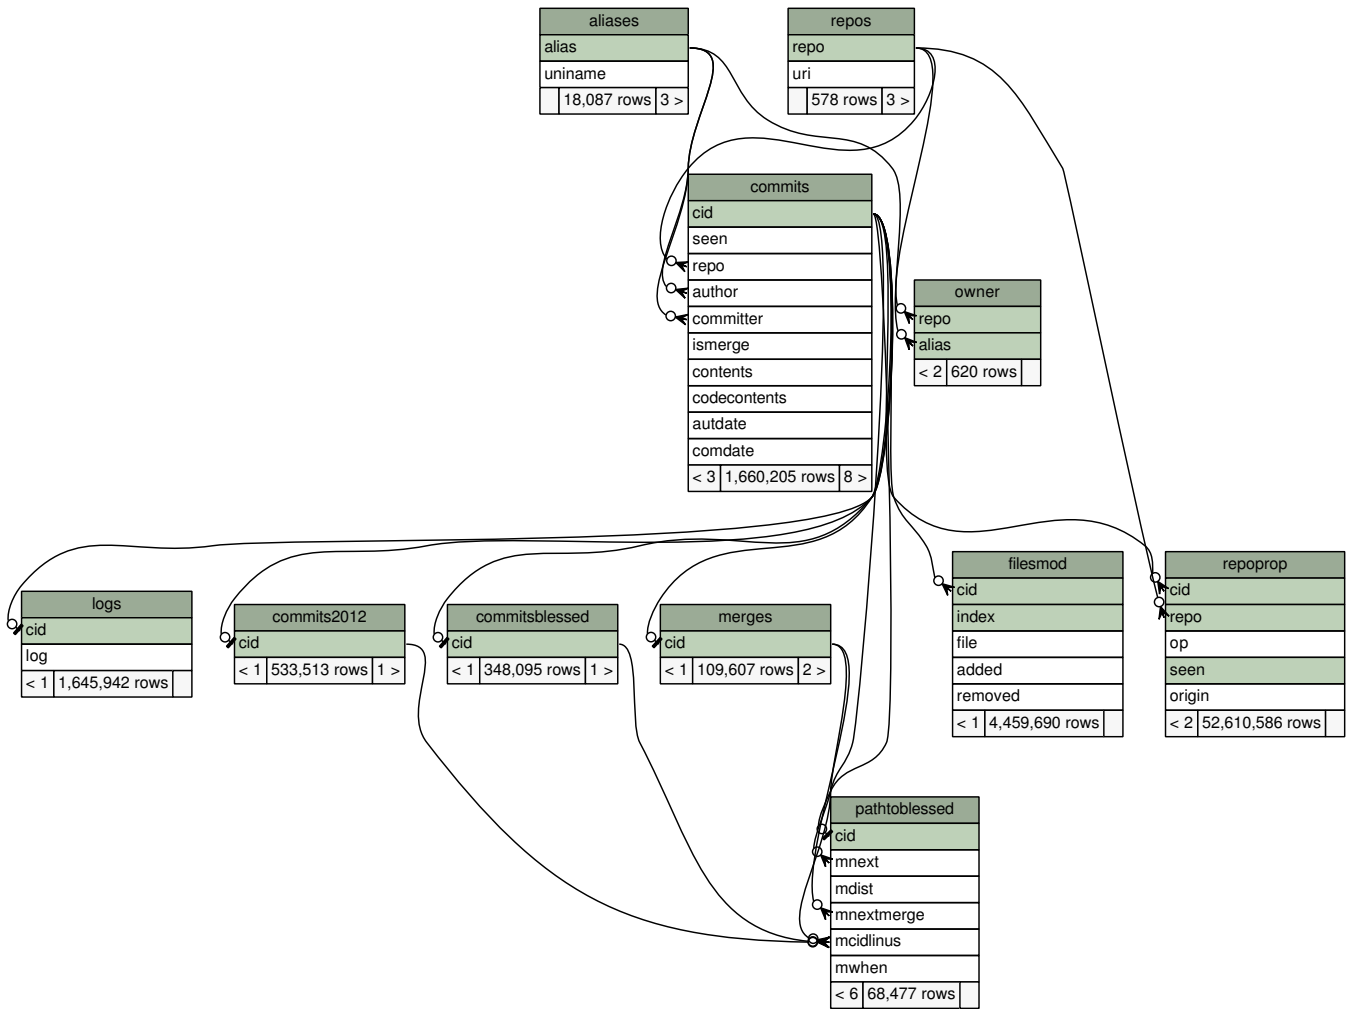 aliases
alias
uniname
18,087 rows 3 >
repos
repo
uri
578 rows 3 >
commits
cid
seen
repo
author
committer
ismerge
contents
codecontents
autdate
comdate
< 3 1,660,205 rows 8 >
owner
repo
alias
< 2 620 rows
logs
cid
log
< 1 1,645,942 rows
commits2012
cid
< 1 533,513 rows 1 >
commitsblessed
cid
< 1 348,095 rows 1 >
merges
cid
< 1 109,607 rows 2 >
filesmod
cid
index
file
added
removed
< 1 4,459,690 rows
repoprop
cid
repo
op
seen
origin
< 2 52,610,586 rows
pathtoblessed
cid
mnext
mdist
mnextmerge
mcidlinus
mwhen
< 6 68,477 rows